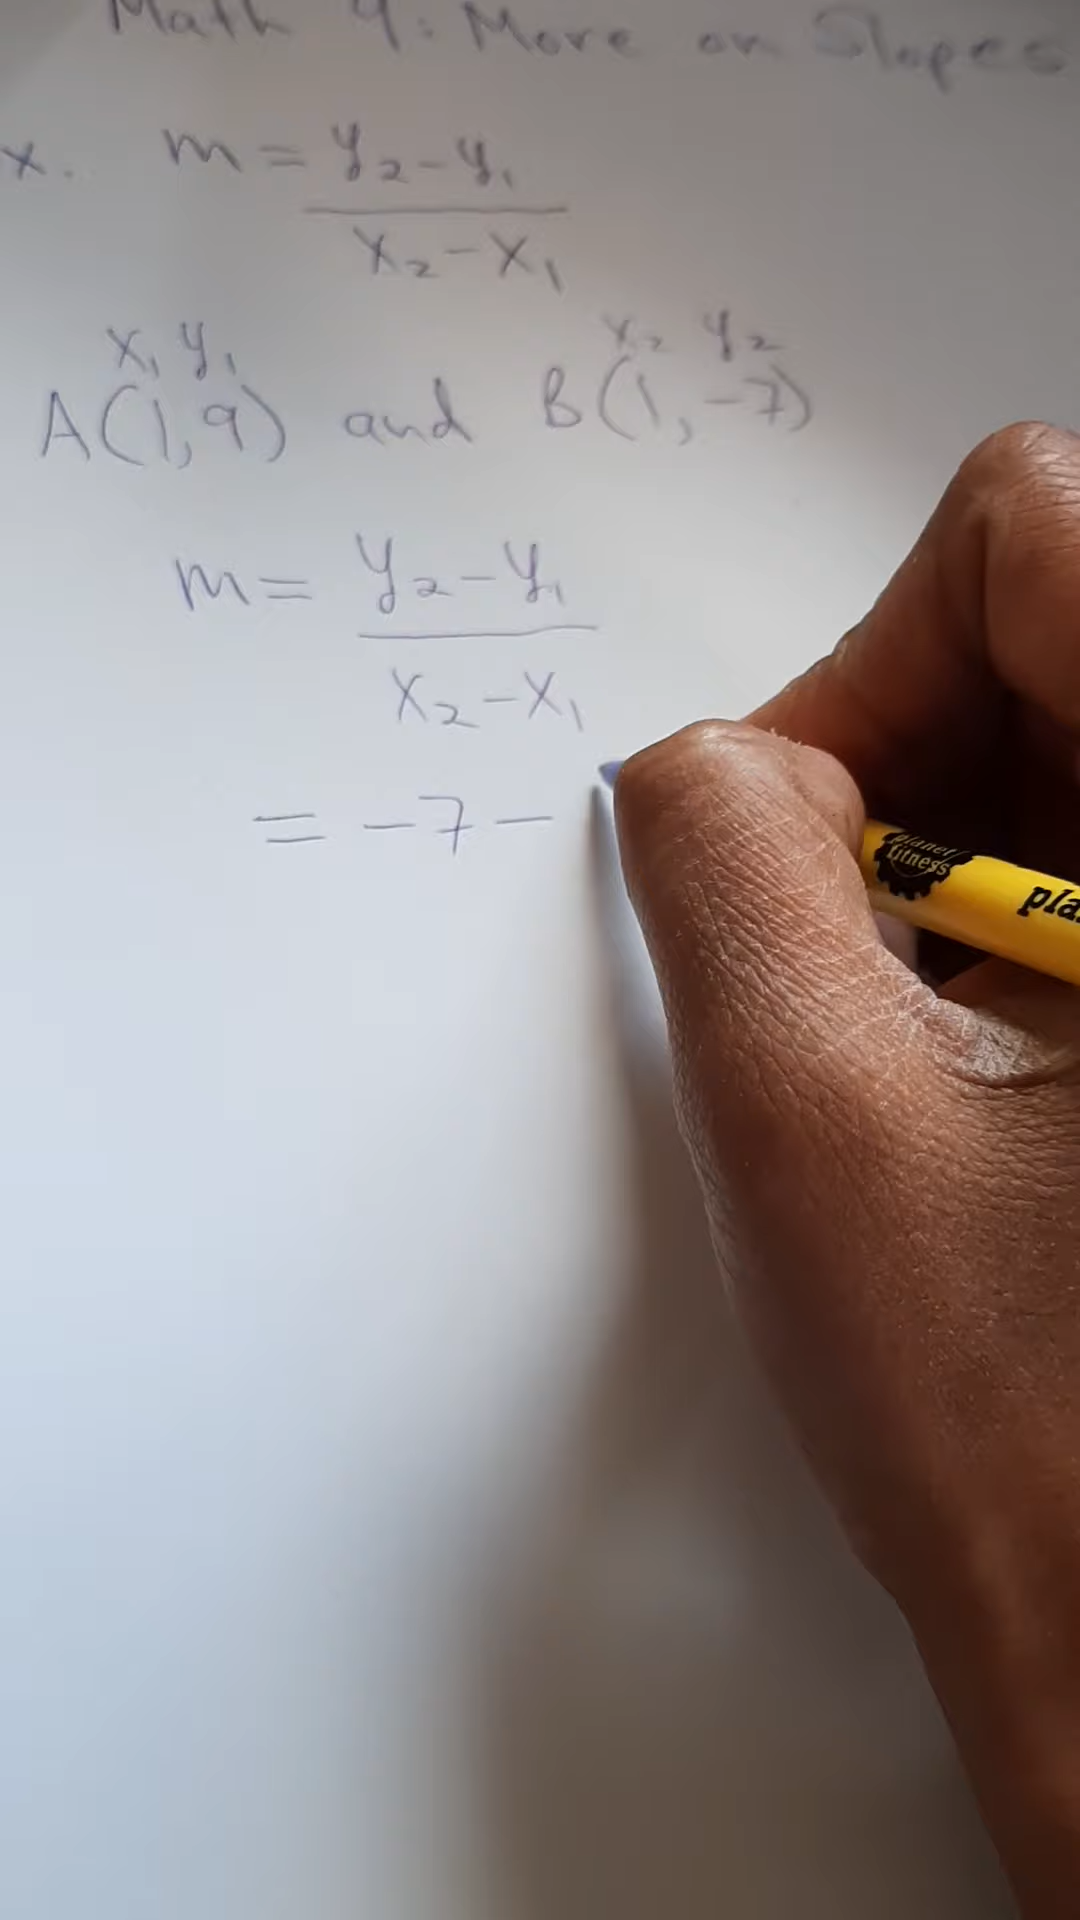 Math 9: More on Slopes
x. m = y₂ - y₁
x₂ - x₁
x₁ y₁ x₂ y₂
A(1, 9) and B(1, -7)
m = y₂ - y₁
x₂ - x₁
= -7 -
planet fitness
pla